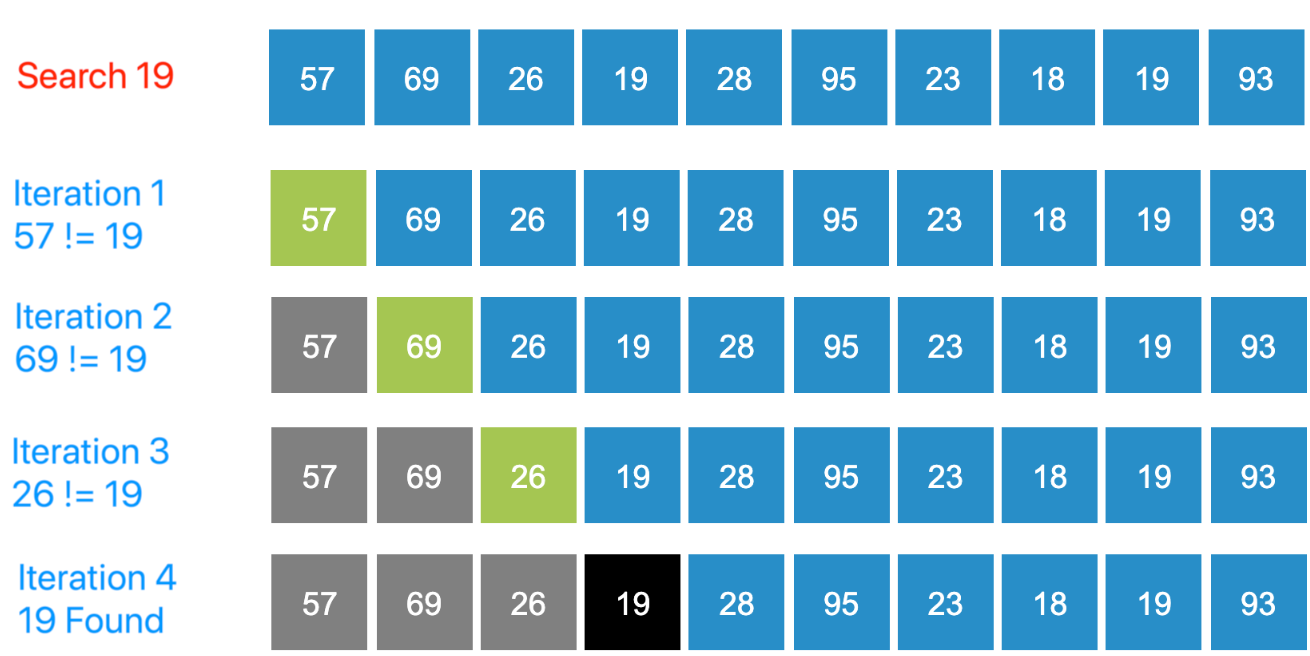 Search 19 57 69 26 19 28 95 23 18 19 93
Iteration 1
57 != 19
57 69 26 19 28 95 23 18 19 93
Iteration 2
69 != 19
57 69 26 19 28 95 23 18 19 93
Iteration 3
26 != 19
57 69 26 19 28 95 23 18 19 93
Iteration 4
19 Found
57 69 26 19 28 95 23 18 19 93